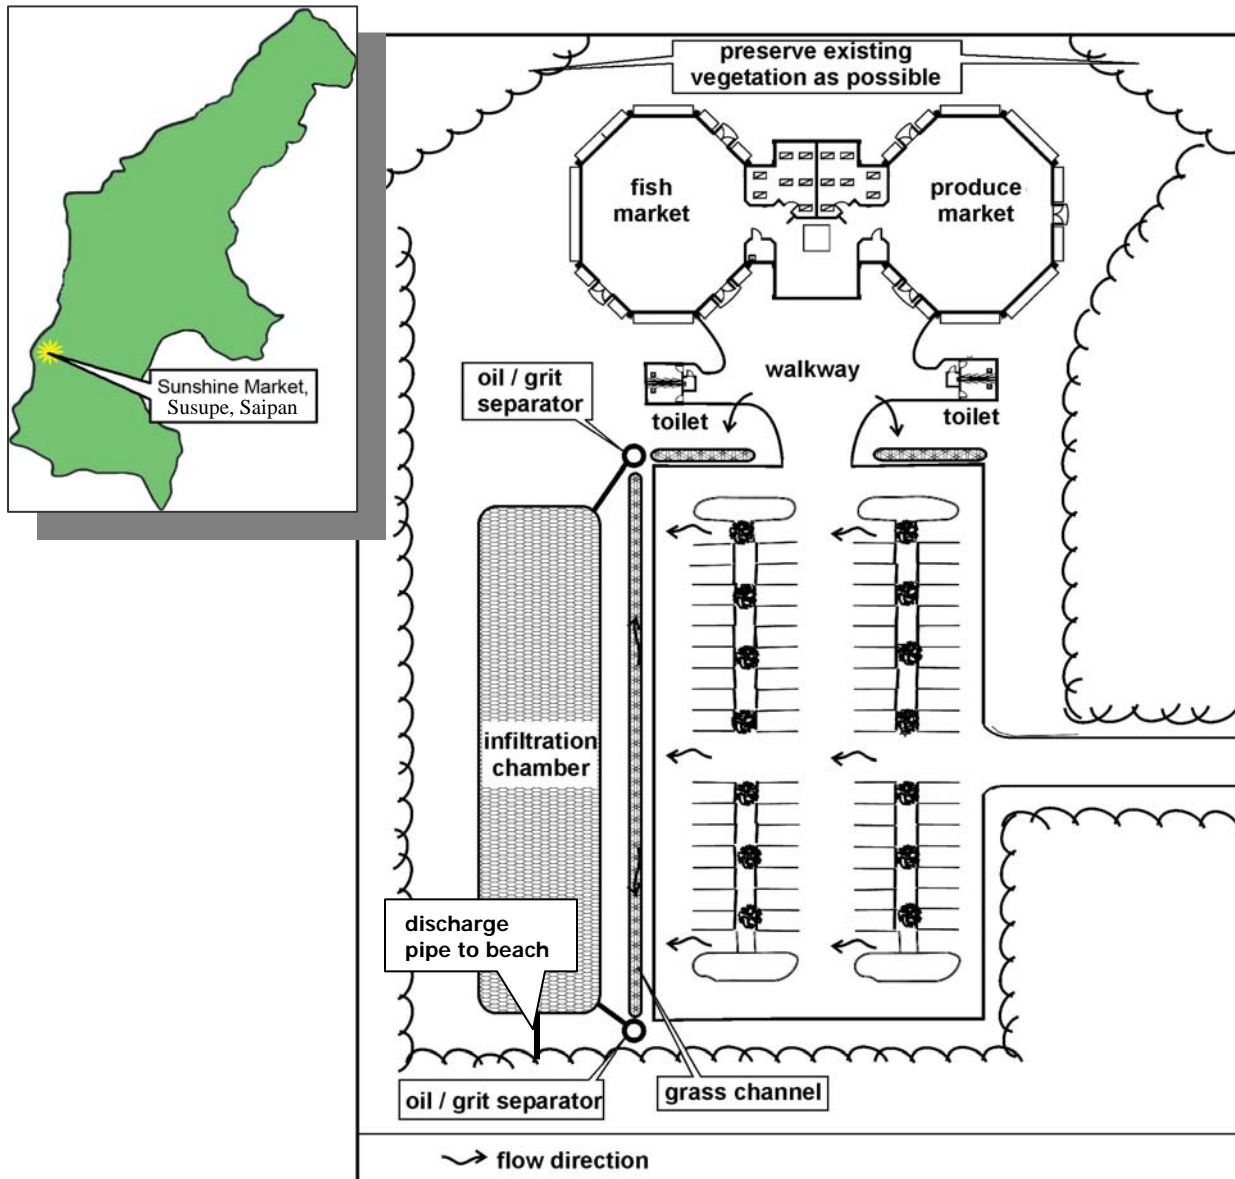 preserve existing
vegetation as possible
fish
market
produce
market
Sunshine Market,
Susupe, Saipan
oil / grit
separator
walkway
toilet
toilet
infiltration
chamber
discharge
pipe to beach
oil / grit separator
grass channel
flow direction